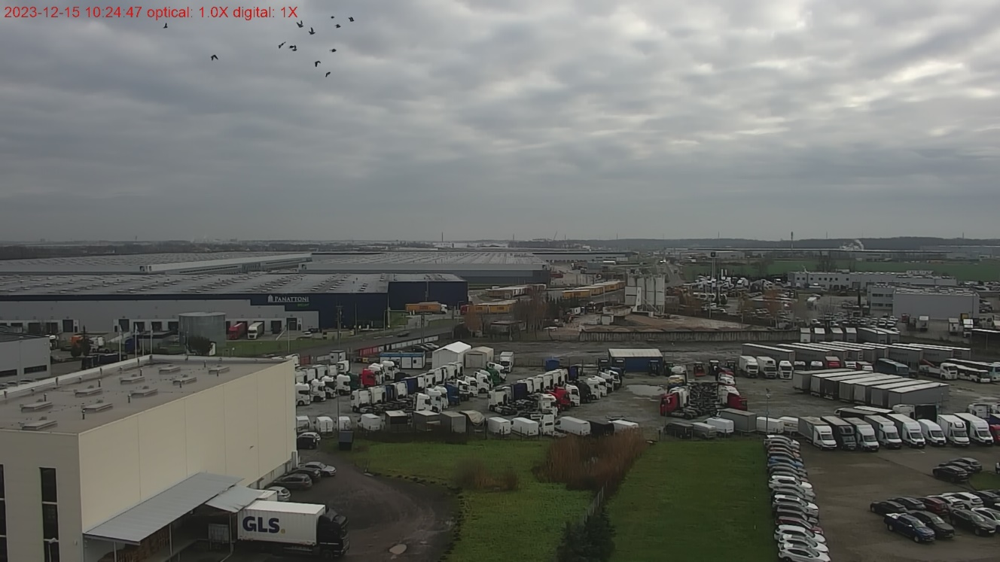 2023-12-15 10:24:47 optical: 1.0X digital: 1X
PANATTONI
GLS.